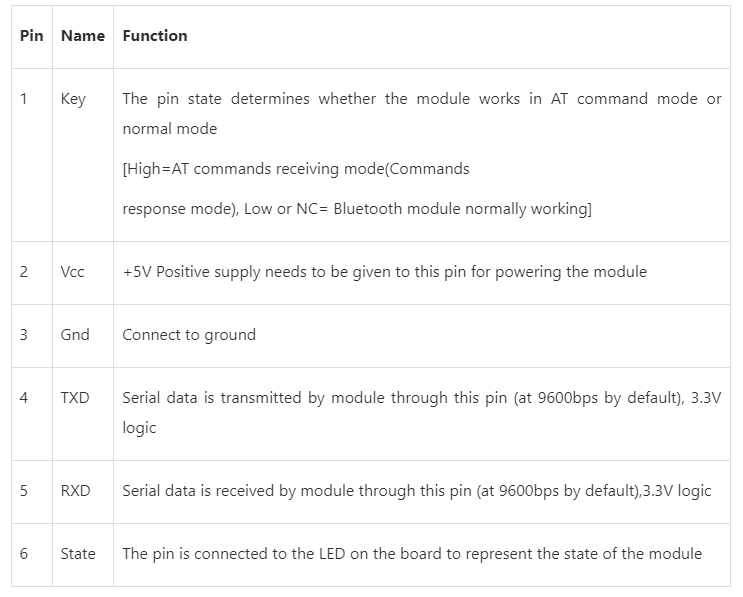 Pin Name Function
1 Key The pin state determines whether the module works in AT command mode or
normal mode
[High=AT commands receiving mode(Commands
response mode), Low or NC= Bluetooth module normally working]
2 Vcc +5V Positive supply needs to be given to this pin for powering the module
3 Gnd Connect to ground
4 TXD Serial data is transmitted by module through this pin (at 9600bps by default), 3.3V
logic
5 RXD Serial data is received by module through this pin (at 9600bps by default),3.3V logic
6 State The pin is connected to the LED on the board to represent the state of the module